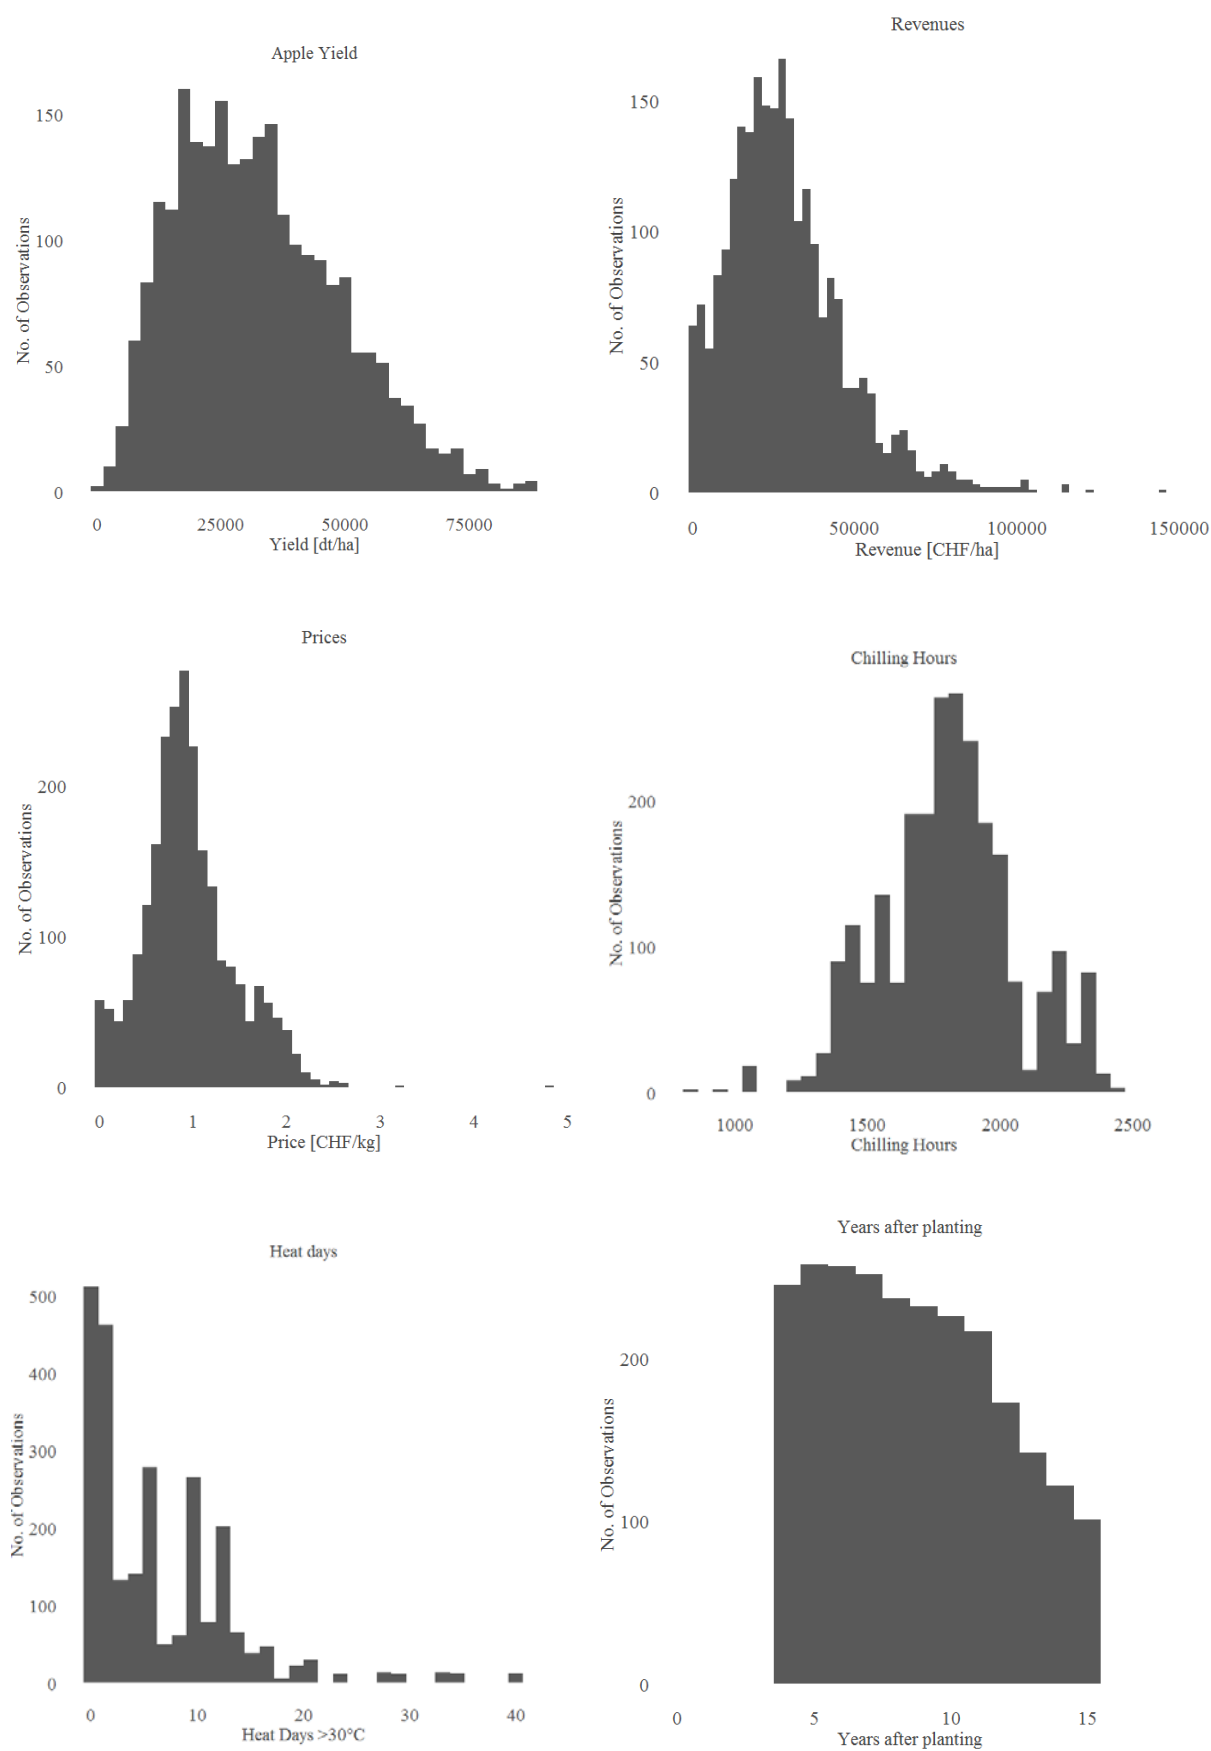 Apple Yield
No. of Observations
150
100
50
0
0 25000 50000 75000
Yield [dt/ha]
Revenues
No. of Observations
150
100
50
0
0 50000 100000 150000
Revenue [CHF/ha]
Prices
No. of Observations
200
100
0
0 1 2 3 4 5
Price [CHF/kg]
Chilling Hours
No. of Observations
200
100
0
1000 1500 2000 2500
Chilling Hours
Heat days
No. of Observations
500
400
300
200
100
0
0 10 20 30 40
Heat Days >30°C
Years after planting
No. of Observations
200
100
0
0 5 10 15
Years after planting